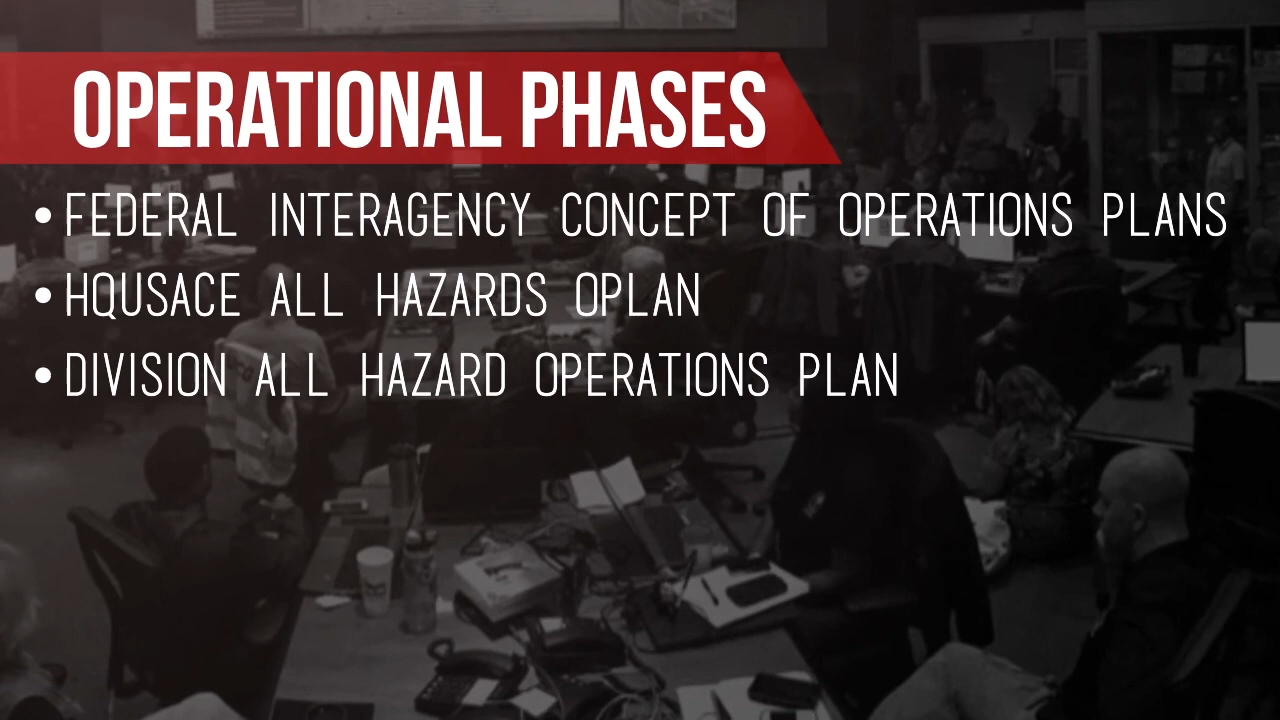 OPERATIONAL PHASES
• FEDERAL INTERAGENCY CONCEPT OF OPERATIONS PLANS
• HQUSACE ALL HAZARDS OPLAN
• DIVISION ALL HAZARD OPERATIONS PLAN